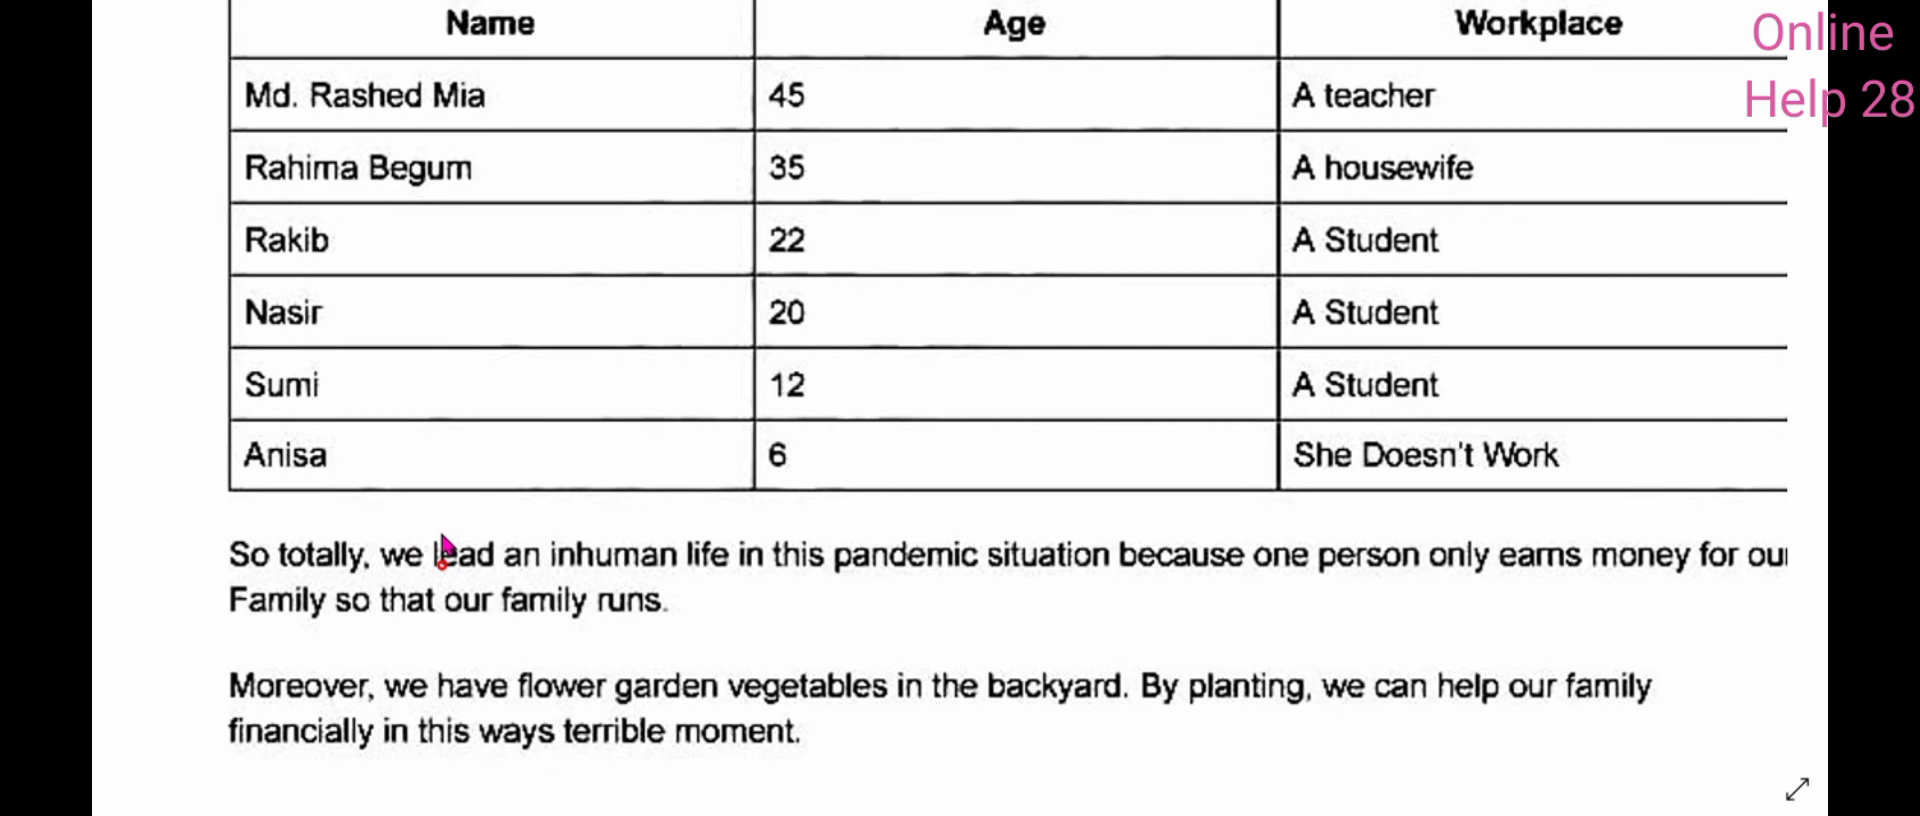 Name Age Workplace
Online
Help 28
Md. Rashed Mia 45 A teacher
Rahima Begum 35 A housewife
Rakib 22 A Student
Nasir 20 A Student
Sumi 12 A Student
Anisa 6 She Doesn't Work
So totally, we lead an inhuman life in this pandemic situation because one person only earns money for
Family so that our family runs.
Moreover, we have flower garden vegetables in the backyard. By planting, we can help our family
financially in this ways terrible moment.